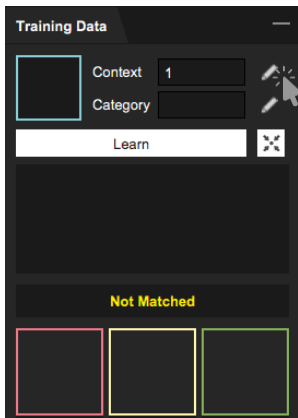 Training Data
Context 1
Category
Learn
Not Matched